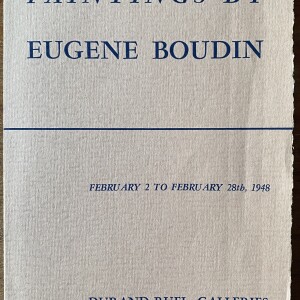 PAINTINGS BY
EUGENE BOUDIN
FEBRUARY 2 TO FEBRUARY 28th, 1948
DURAND-RUEL GALLERIES